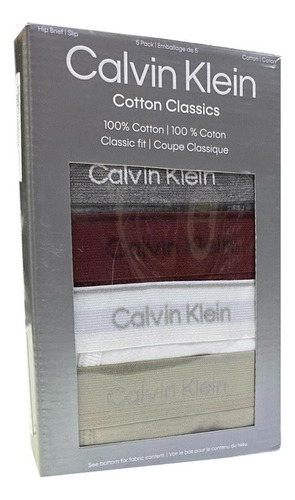 Hip Brief | Slip
5 Pack | Emballage de 5
Cotton | Coton
Calvin Klein
Cotton Classics
100% Cotton | 100 % Coton
Classic fit | Coupe Classique
Calvin Klein
Calvin Klein
Calvin Klein
Calvin Klein
See bottom for fabric content. | Voir le bas pour le contenu du tissu.